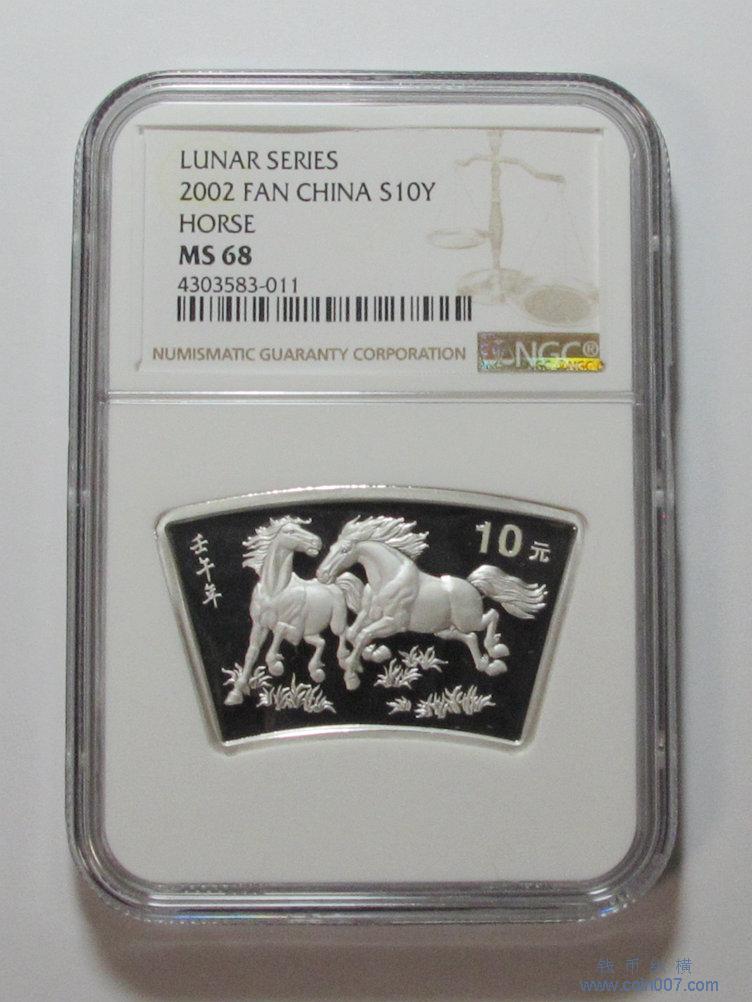 LUNAR SERIES
2002 FAN CHINA S10Y
HORSE
MS 68
4303583-011
NUMISMATIC GUARANTY CORPORATION
NGC®
NGC
壬午年
10元
钱币纵横
www.coin007.com